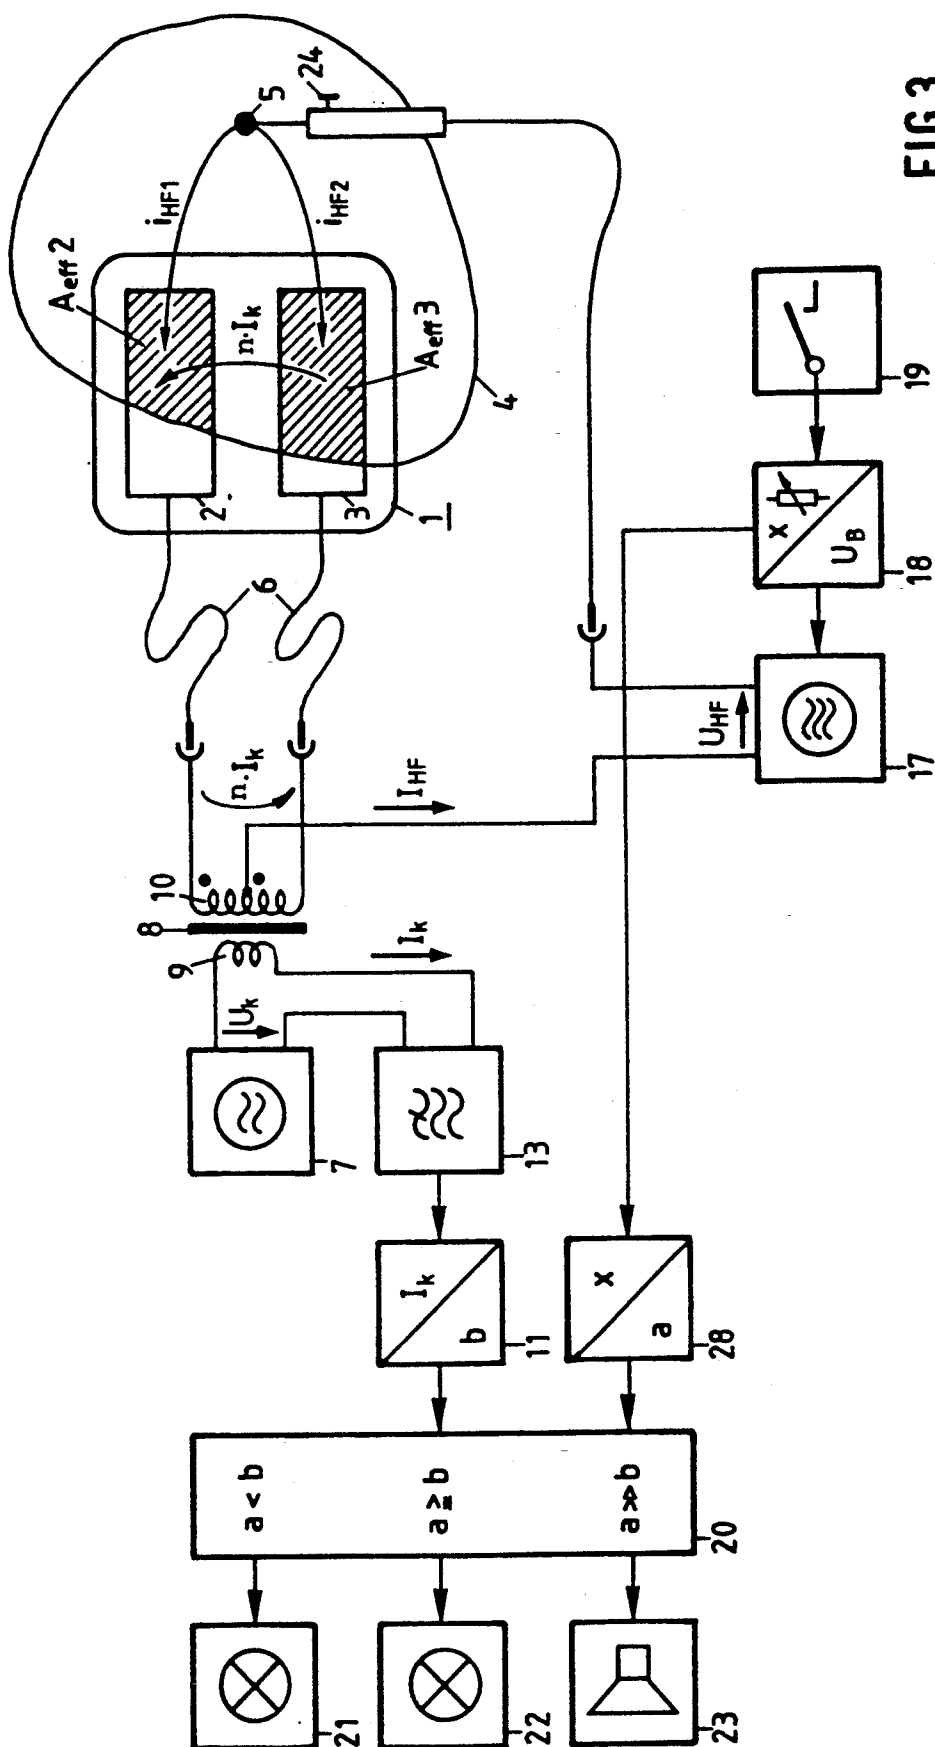 FIG 3
A_eff 2
i_HF1
5
24
n·I_k
i_HF2
A_eff 3
4
2
3
1
6
n·I_k
10
8
9
I_HF
I_k
U_k
U_HF
7
13
I_k
b
11
x
a
28
x
U_B
18
19
17
a < b
a ≧ b
a ≫ b
20
21
22
23